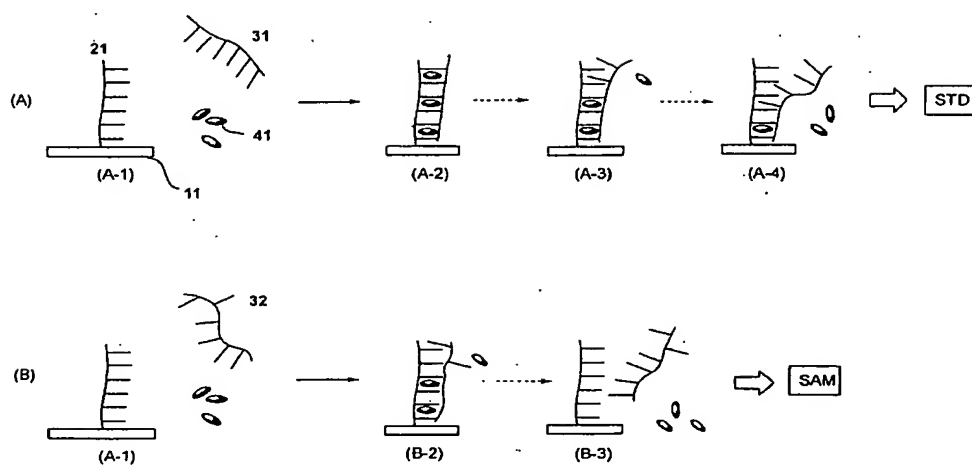 21
31
(A)
41
STD
(A-1)
11
(A-2)
(A-3)
(A-4)
32
(B)
SAM
(A-1)
(B-2)
(B-3)